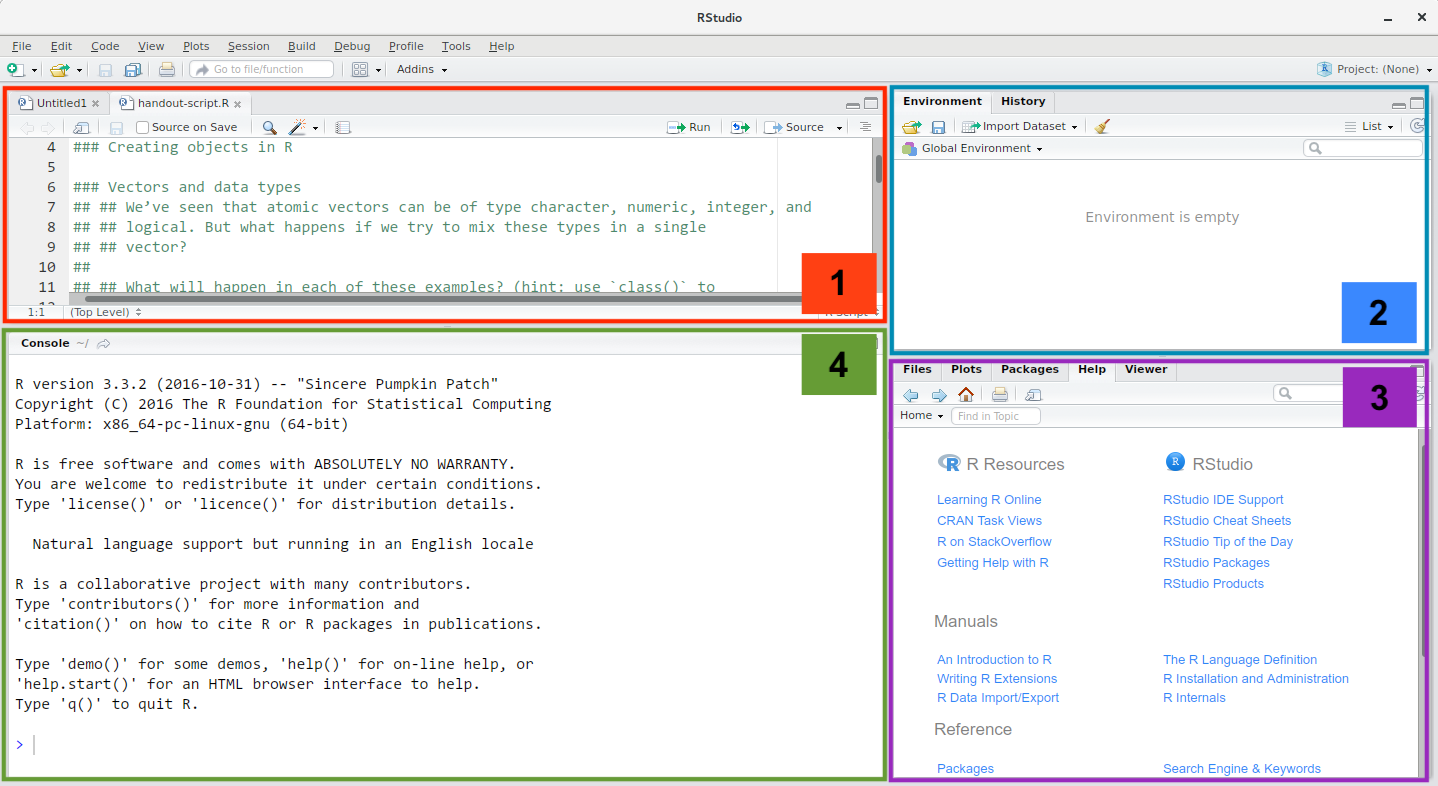 RStudio
File Edit Code View Plots Session Build Debug Profile Tools Help
Go to file/function Addins Project: (None)
Untitled1 handout-script.R
Source on Save Run Source
4 ### Creating objects in R
5
6 ### Vectors and data types
7 ## ## We’ve seen that atomic vectors can be of type character, numeric, integer, and
8 ## ## logical. But what happens if we try to mix these types in a single
9 ## ## vector?
10 ##
11 ## ## What will happen in each of these examples? (hint: use `class()` to
1:1 (Top Level)
1
Environment History
Import Dataset List
Global Environment
Environment is empty
2
Console ~/
4
R version 3.3.2 (2016-10-31) -- "Sincere Pumpkin Patch"
Copyright (C) 2016 The R Foundation for Statistical Computing
Platform: x86_64-pc-linux-gnu (64-bit)
R is free software and comes with ABSOLUTELY NO WARRANTY.
You are welcome to redistribute it under certain conditions.
Type 'license()' or 'licence()' for distribution details.
Natural language support but running in an English locale
R is a collaborative project with many contributors.
Type 'contributors()' for more information and
'citation()' on how to cite R or R packages in publications.
Type 'demo()' for some demos, 'help()' for on-line help, or
'help.start()' for an HTML browser interface to help.
Type 'q()' to quit R.
>
Files Plots Packages Help Viewer
3
Home Find in Topic
R Resources
Learning R Online
CRAN Task Views
R on StackOverflow
Getting Help with R
R RStudio
RStudio IDE Support
RStudio Cheat Sheets
RStudio Tip of the Day
RStudio Packages
RStudio Products
Manuals
An Introduction to R
Writing R Extensions
R Data Import/Export
The R Language Definition
R Installation and Administration
R Internals
Reference
Packages
Search Engine & Keywords